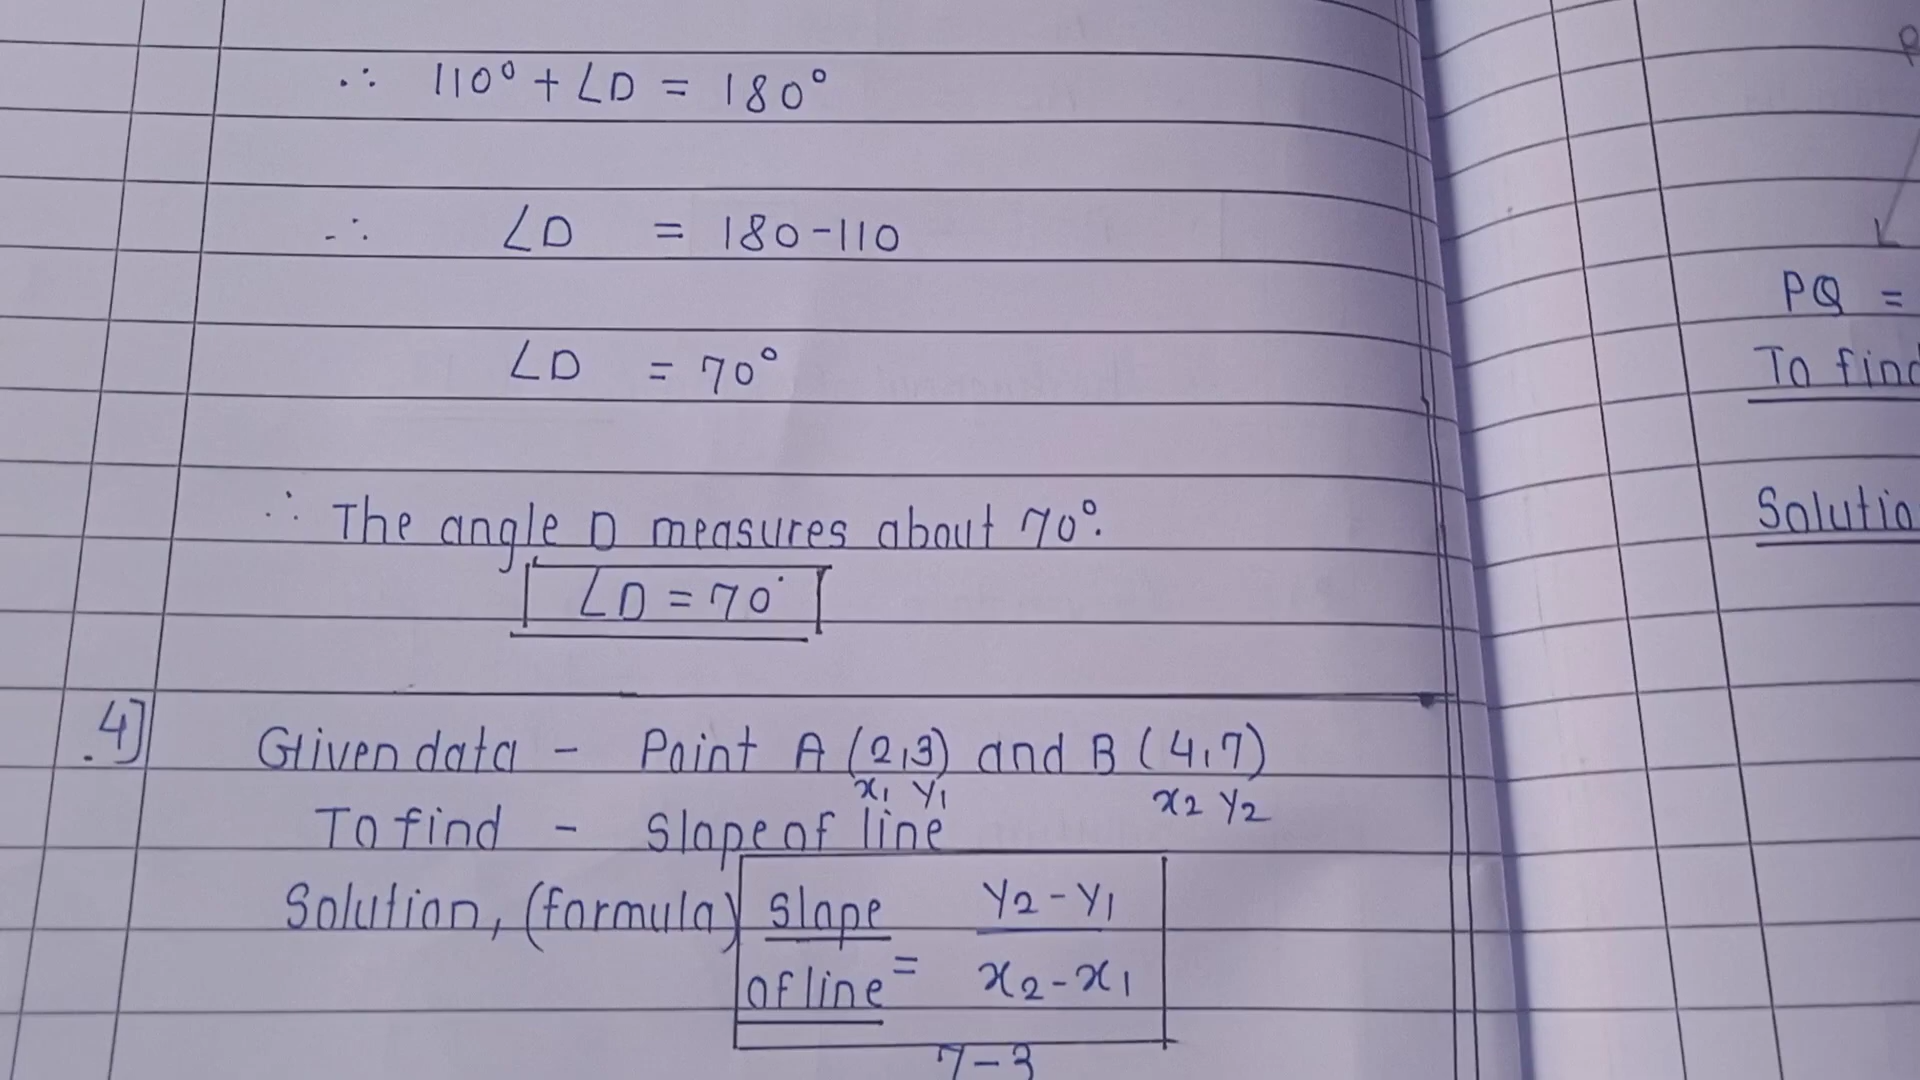 ∴ 110° + ∠D = 180°
∴ ∠D = 180-110
∠D = 70°
∴ The angle D measures about 70°.
∠D = 70°
4] Given data - Point A (2,3) and B (4,7)
x₁ y₁ x₂ y₂
To find - Slope of line
Solution, (formula) slope of line = y₂-y₁ / x₂-x₁
7-3
PQ =
To find
Solutio